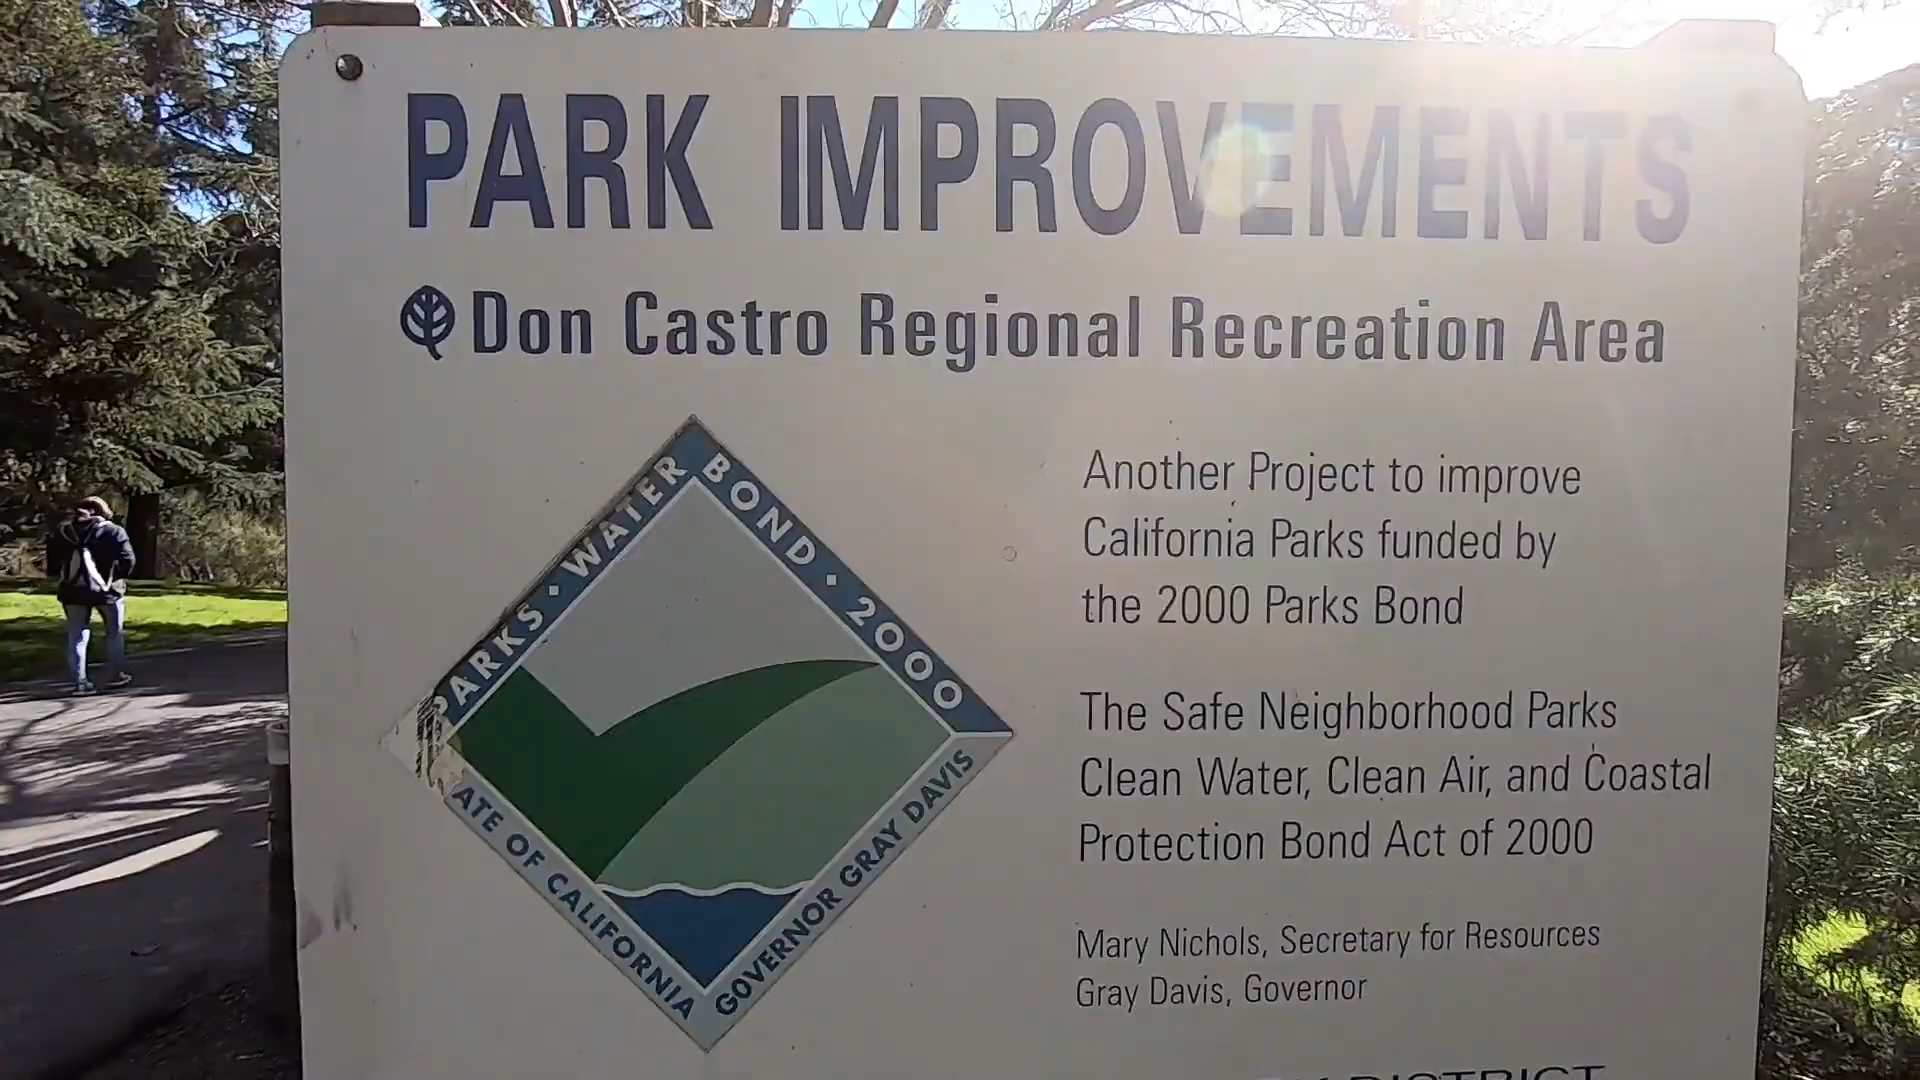 PARK IMPROVEMENTS
Don Castro Regional Recreation Area
PARKS · WATER BOND · 2000
ATE OF CALIFORNIA
GOVERNOR GRAY DAVIS
Another Project to improve
California Parks funded by
the 2000 Parks Bond
The Safe Neighborhood Parks
Clean Water, Clean Air, and Coastal
Protection Bond Act of 2000
Mary Nichols, Secretary for Resources
Gray Davis, Governor
DISTRICT